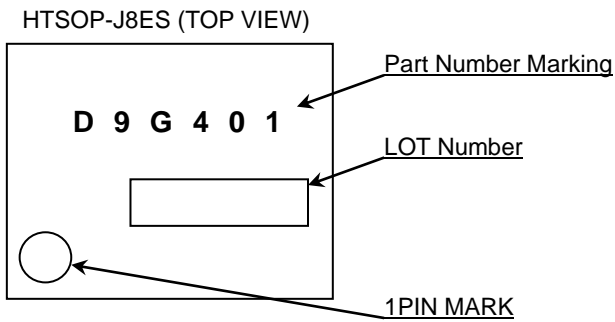 HTSOP-J8ES (TOP VIEW)
Part Number Marking
D 9 G 4 0 1
LOT Number
1PIN MARK